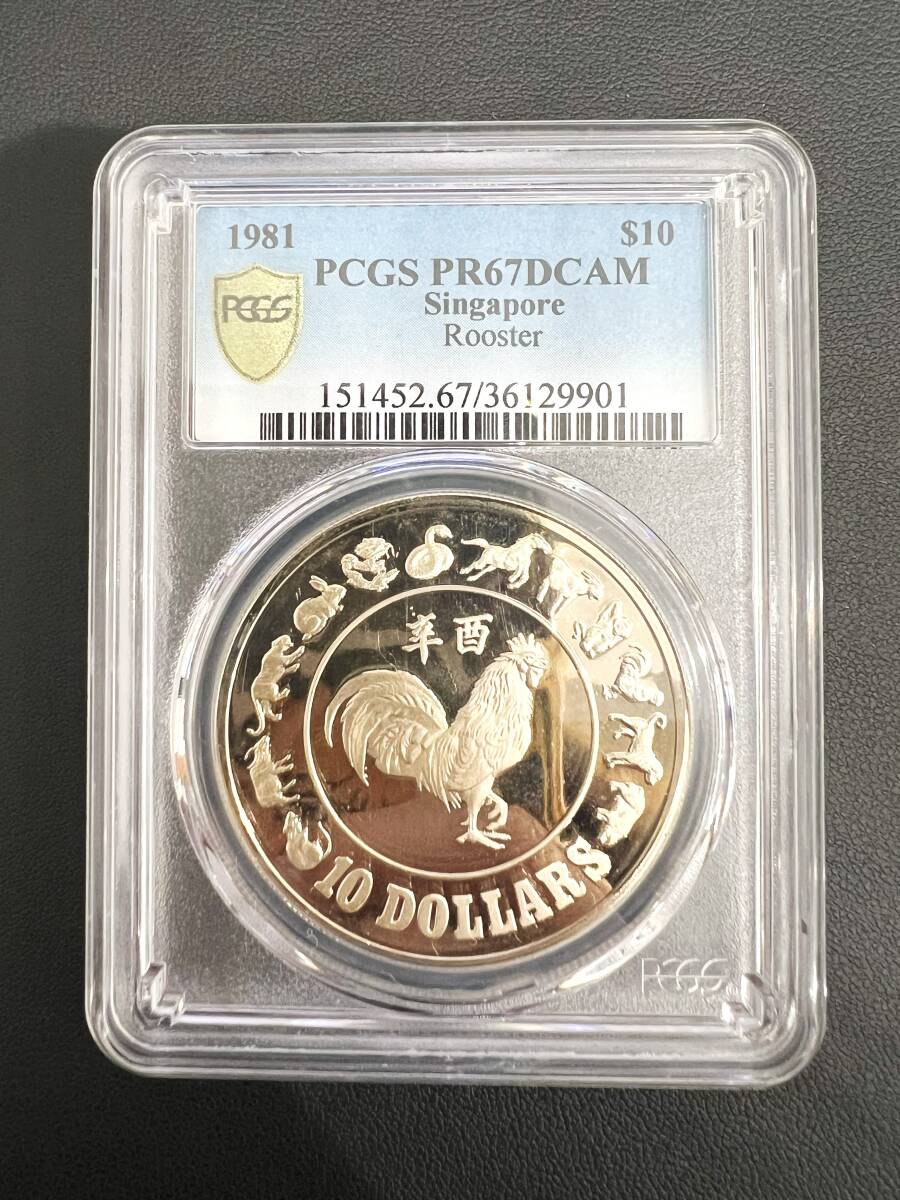 1981 $10
PCGS PR67DCAM
PCGS
Singapore
Rooster
151452.67/36129901
辛酉
10 DOLLARS
PCGS